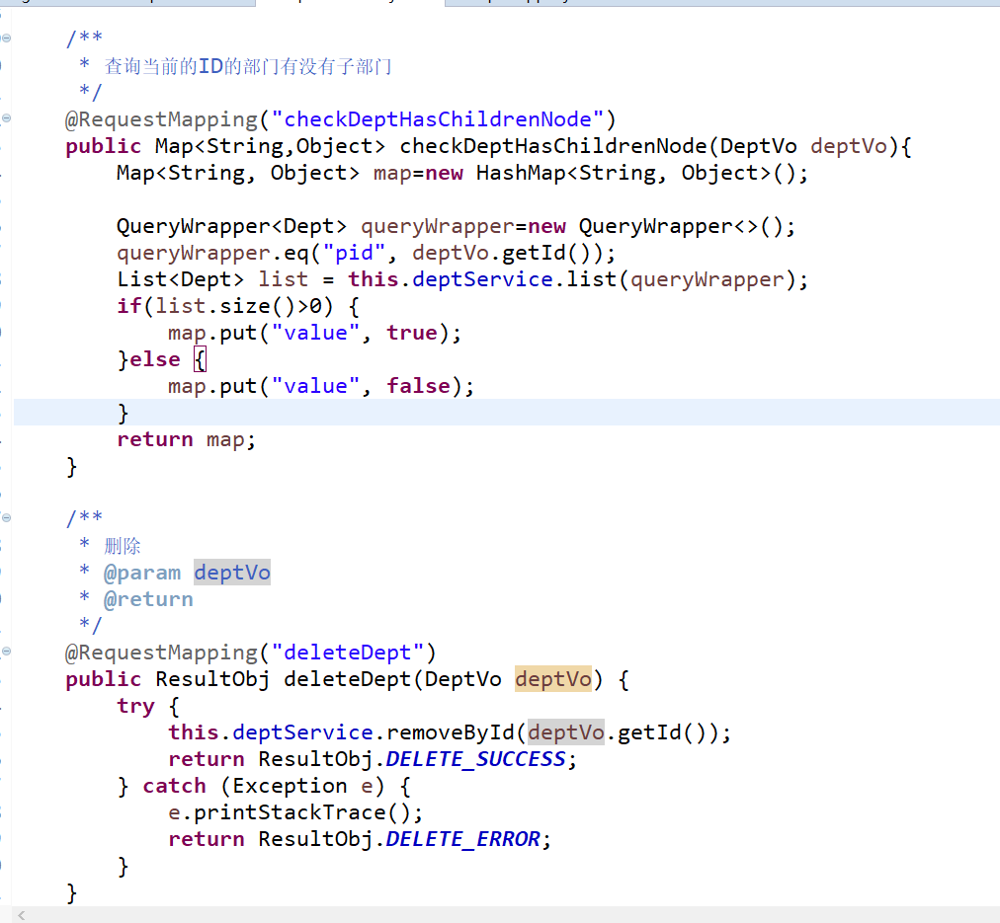 /**
 * 查询当前的ID的部门有没有子部门
 */
@RequestMapping("checkDeptHasChildrenNode")
public Map<String,Object> checkDeptHasChildrenNode(DeptVo deptVo){
    Map<String, Object> map=new HashMap<String, Object>();
    QueryWrapper<Dept> queryWrapper=new QueryWrapper<>();
    queryWrapper.eq("pid", deptVo.getId());
    List<Dept> list = this.deptService.list(queryWrapper);
    if(list.size()>0) {
        map.put("value", true);
    }else {
        map.put("value", false);
    }
    return map;
}
/**
 * 删除
 * @param deptVo
 * @return
 */
@RequestMapping("deleteDept")
public ResultObj deleteDept(DeptVo deptVo) {
    try {
        this.deptService.removeById(deptVo.getId());
        return ResultObj.DELETE_SUCCESS;
    } catch (Exception e) {
        e.printStackTrace();
        return ResultObj.DELETE_ERROR;
    }
}